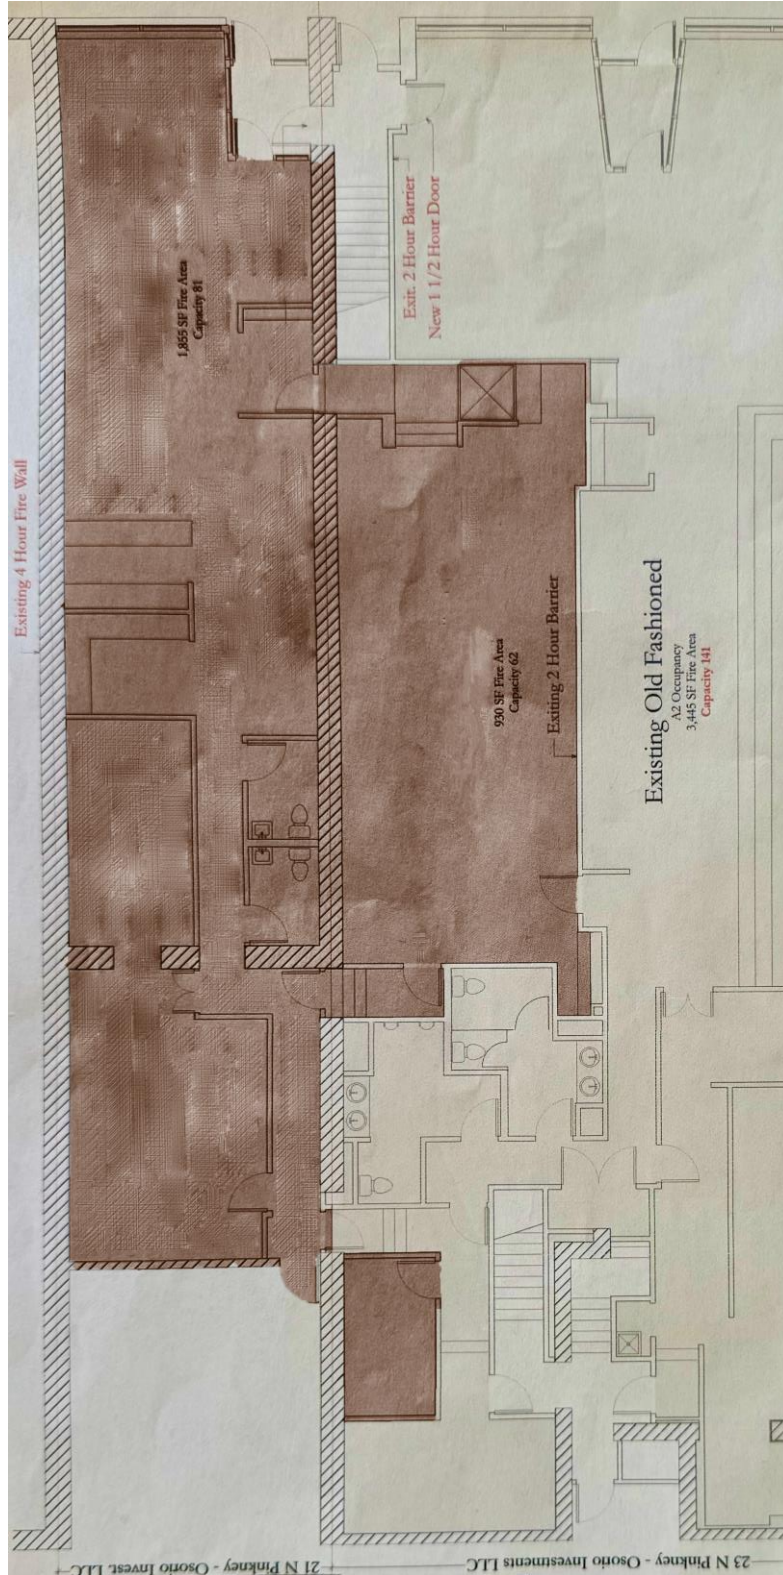 Existing 4 Hour Fire Wall
1,855 SF Fire Area
Capacity 81
Exit. 2 Hour Barrier
New 1 1/2 Hour Door
930 SF Fire Area
Capacity 62
Exiting 2 Hour Barrier
Existing Old Fashioned
A2 Occupancy
3,445 SF Fire Area
Capacity 141
21 N Pinkney - Osorio Invest. LLC
23 N Pinkney - Osorio Investments LLC